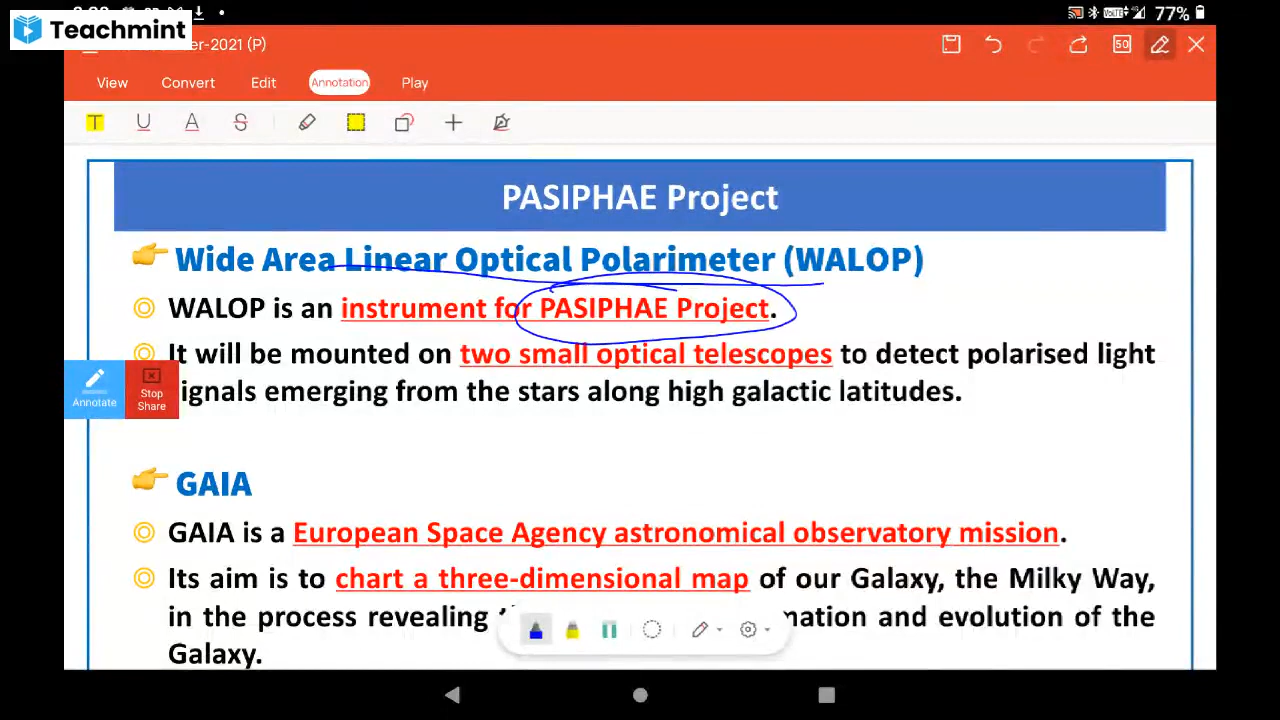 Teachmint
77%
-2021 (P)
50
View Convert Edit Annotation Play
T U A S
PASIPHAE Project
Wide Area Linear Optical Polarimeter (WALOP)
WALOP is an instrument for PASIPHAE Project.
It will be mounted on two small optical telescopes to detect polarised light
ignals emerging from the stars along high galactic latitudes.
Annotate
Stop
Share
GAIA
GAIA is a European Space Agency astronomical observatory mission.
Its aim is to chart a three-dimensional map of our Galaxy, the Milky Way,
in the process revealing mation and evolution of the
Galaxy.